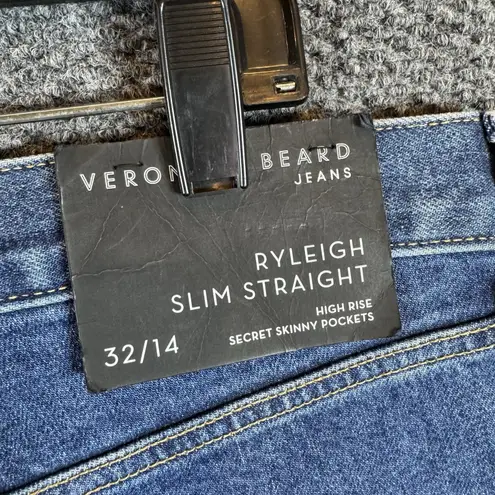 VERON BEARD
JEANS
RYLEIGH
SLIM STRAIGHT
HIGH RISE
SECRET SKINNY POCKETS
32/14